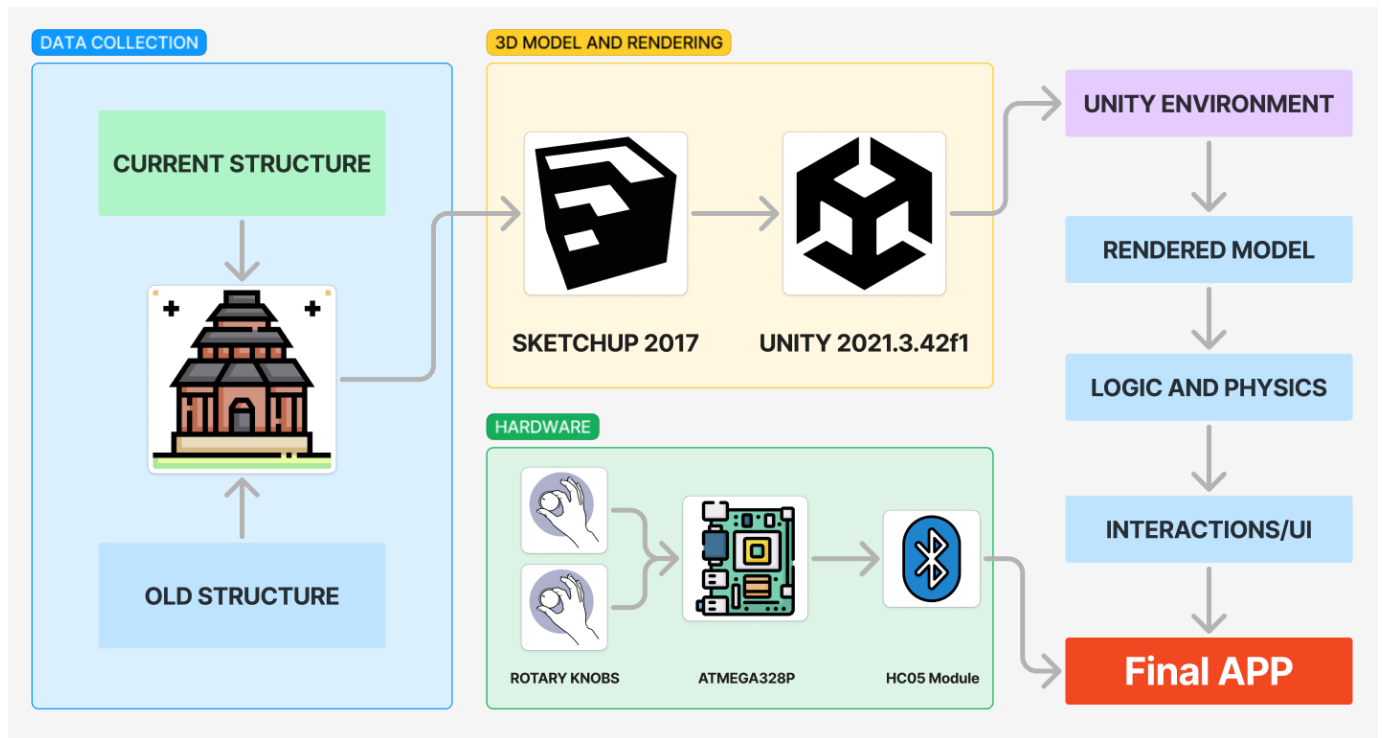 DATA COLLECTION
CURRENT STRUCTURE
OLD STRUCTURE
3D MODEL AND RENDERING
SKETCHUP 2017
UNITY 2021.3.42f1
HARDWARE
ROTARY KNOBS
ATMEGA328P
HC05 Module
UNITY ENVIRONMENT
RENDERED MODEL
LOGIC AND PHYSICS
INTERACTIONS/UI
Final APP